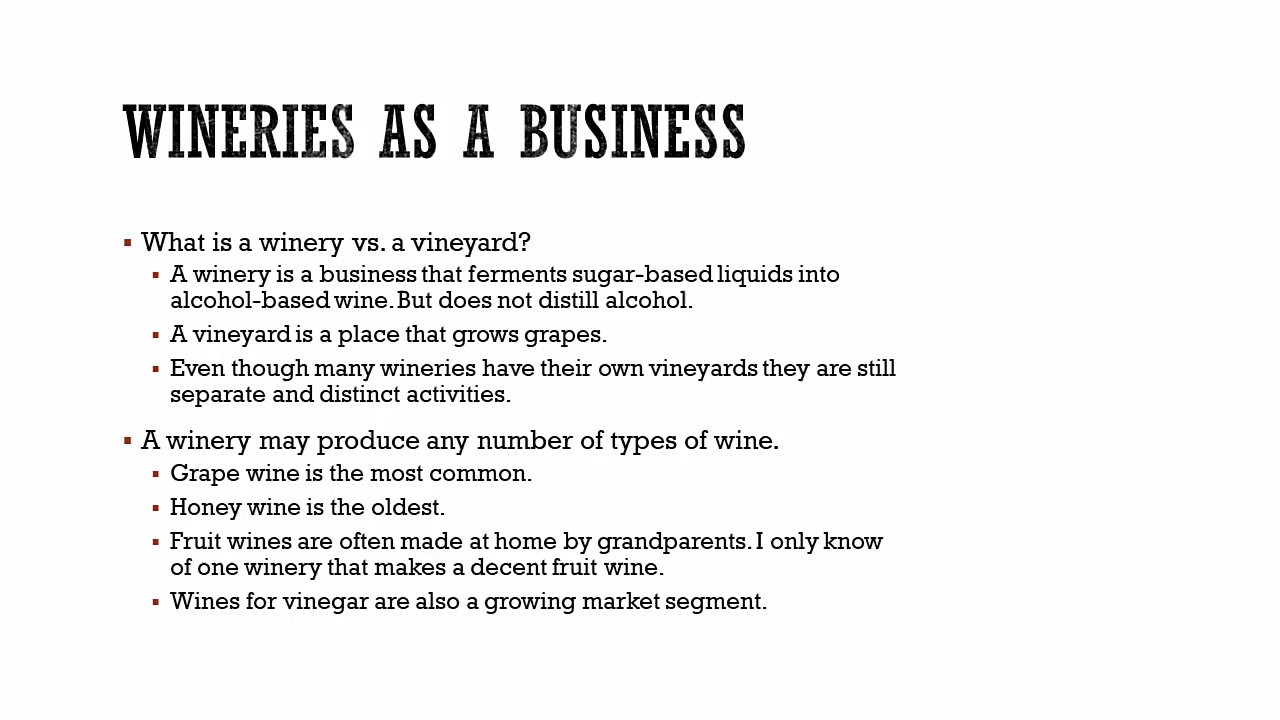 WINERIES AS A BUSINESS
▪ What is a winery vs. a vineyard?
▪ A winery is a business that ferments sugar-based liquids into
alcohol-based wine. But does not distill alcohol.
▪ A vineyard is a place that grows grapes.
▪ Even though many wineries have their own vineyards they are still
separate and distinct activities.
▪ A winery may produce any number of types of wine.
▪ Grape wine is the most common.
▪ Honey wine is the oldest.
▪ Fruit wines are often made at home by grandparents. I only know
of one winery that makes a decent fruit wine.
▪ Wines for vinegar are also a growing market segment.